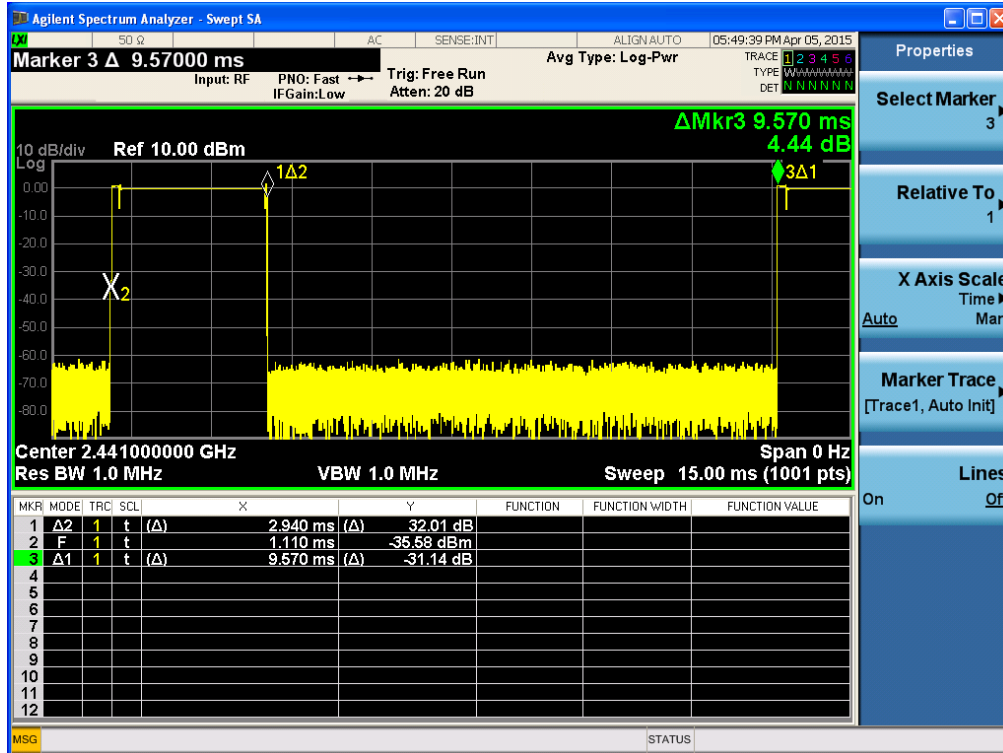 Agilent Spectrum Analyzer - Swept SA
LXI 50 Ω AC SENSE:INT ALIGN AUTO 05:49:39 PM Apr 05, 2015
Marker 3 Δ 9.57000 ms
Input: RF
PNO: Fast
IFGain:Low
Trig: Free Run
Atten: 20 dB
Avg Type: Log-Pwr
TRACE 1 2 3 4 5 6
TYPE WWWWWW
DET N N N N N N
ΔMkr3 9.570 ms
4.44 dB
10 dB/div
Log
Ref 10.00 dBm
0.00
-10.0
-20.0
-30.0
-40.0
-50.0
-60.0
-70.0
-80.0
1Δ2
3Δ1
X2
Center 2.441000000 GHz
Span 0 Hz
Res BW 1.0 MHz
VBW 1.0 MHz
Sweep 15.00 ms (1001 pts)
MKR MODE TRC SCL X Y FUNCTION FUNCTION WIDTH FUNCTION VALUE
1 Δ2 1 t (Δ) 2.940 ms (Δ) 32.01 dB
2 F 1 t 1.110 ms -35.58 dBm
3 Δ1 1 t (Δ) 9.570 ms (Δ) -31.14 dB
4
5
6
7
8
9
10
11
12
MSG
STATUS
Properties
Select Marker
3
Relative To
1
X Axis Scale
Time
Auto Man
Marker Trace
[Trace1, Auto Init]
Lines
On Of